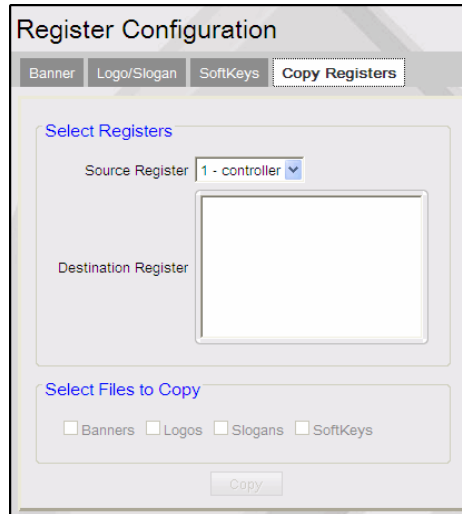 Register Configuration
Banner Logo/Slogan SoftKeys Copy Registers
Select Registers
Source Register 1 - controller
Destination Register
Select Files to Copy
Banners Logos Slogans SoftKeys
Copy